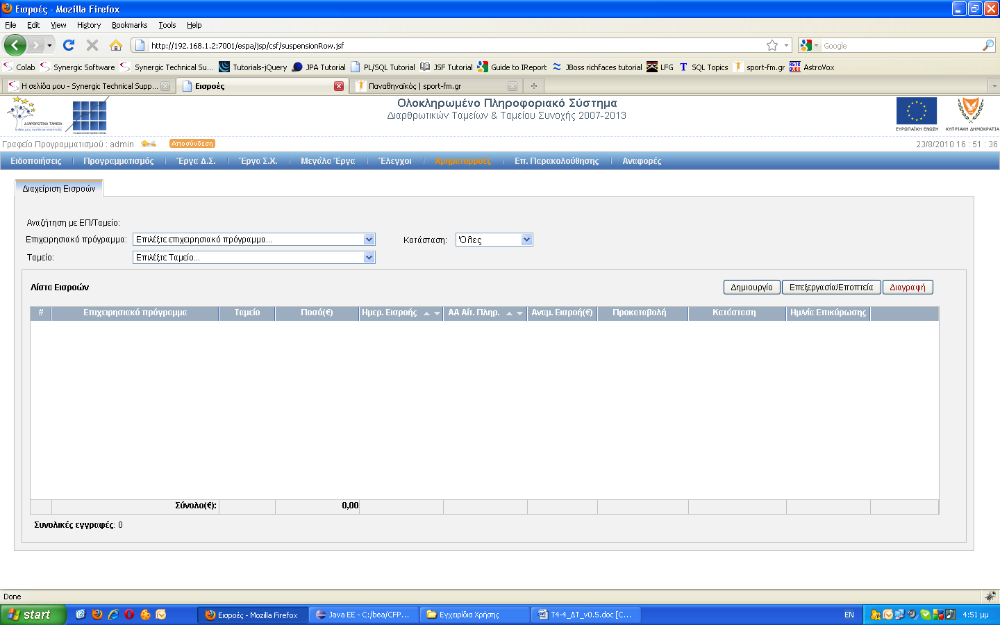 Εισροές - Mozilla Firefox
File Edit View History Bookmarks Tools Help
http://192.168.1.2:7001/espa/jsp/csf/suspensionRow.jsf
Google
Colab Synergic Software Synergic Technical Su... Tutorials-jQuery JPA Tutorial PL/SQL Tutorial JSF Tutorial Guide to IReport JBoss richfaces tutorial LFG SQL Topics sport-fm.gr AstroVox
Η σελίδα μου - Synergic Technical Supp... Εισροές Παναθηναϊκός | sport-fm.gr
Ολοκληρωμένο Πληροφοριακό Σύστημα
Διαρθρωτικών Ταμείων & Ταμείου Συνοχής 2007-2013
ΔΙΑΡΘΡΩΤΙΚΑ ΤΑΜΕΙΑ
ΕΥΡΩΠΑΪΚΗ ΕΝΩΣΗ ΚΥΠΡΙΑΚΗ ΔΗΜΟΚΡΑΤΙΑ
Γραφείο Προγραμματισμού : admin Αποσύνδεση 23/8/2010 16 : 51 : 36
Ειδοποιήσεις Προγραμματισμός Έργα Δ.Σ. Έργα Σ.Χ. Μεγάλα Έργα Έλεγχοι Χρηματορροές Επ. Παρακολούθησης Αναφορές
Διαχείριση Εισροών
Αναζήτηση με ΕΠ/Ταμείο:
Επιχειρησιακό πρόγραμμα: Επιλέξτε επιχειρησιακό πρόγραμμα... Κατάσταση: Όλες
Ταμείο: Επιλέξτε Ταμείο...
Λίστα Εισροών Δημιουργία Επεξεργασία/Εποπτεία Διαγραφή
# Επιχειρησιακό πρόγραμμα Ταμείο Ποσό(€) Ημερ. Εισροής ΑΑ Αίτ. Πληρ. Αναμ. Εισροή(€) Προκαταβολή Κατάσταση Ημ/νία Επικύρωσης
Σύνολο(€): 0,00
Συνολικές εγγραφές: 0
Done
start Εισροές - Mozilla Firefox Java EE - C:/bea/CFP... Εγχειρίδια Χρήσης T4-4_ΔΤ_v0.5.doc [C... EN 4:51 μμ